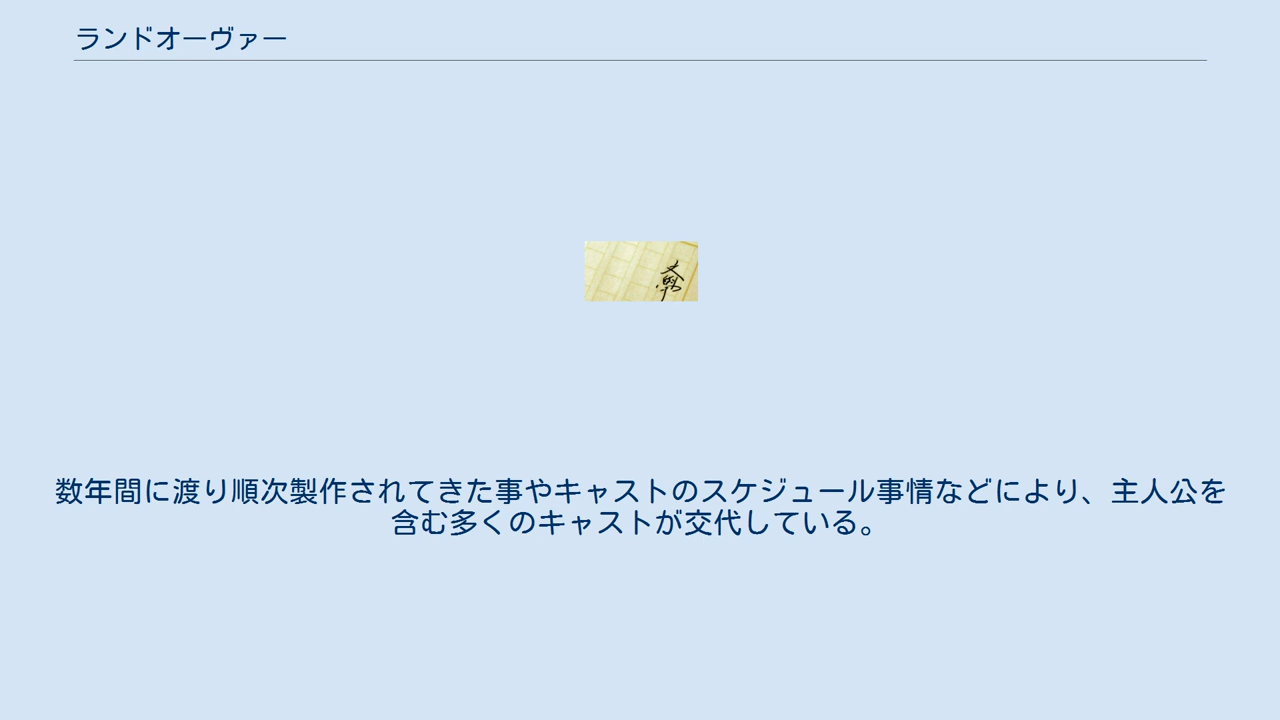 ランドオーヴァー
数年間に渡り順次製作されてきた事やキャストのスケジュール事情などにより、主人公を
含む多くのキャストが交代している。